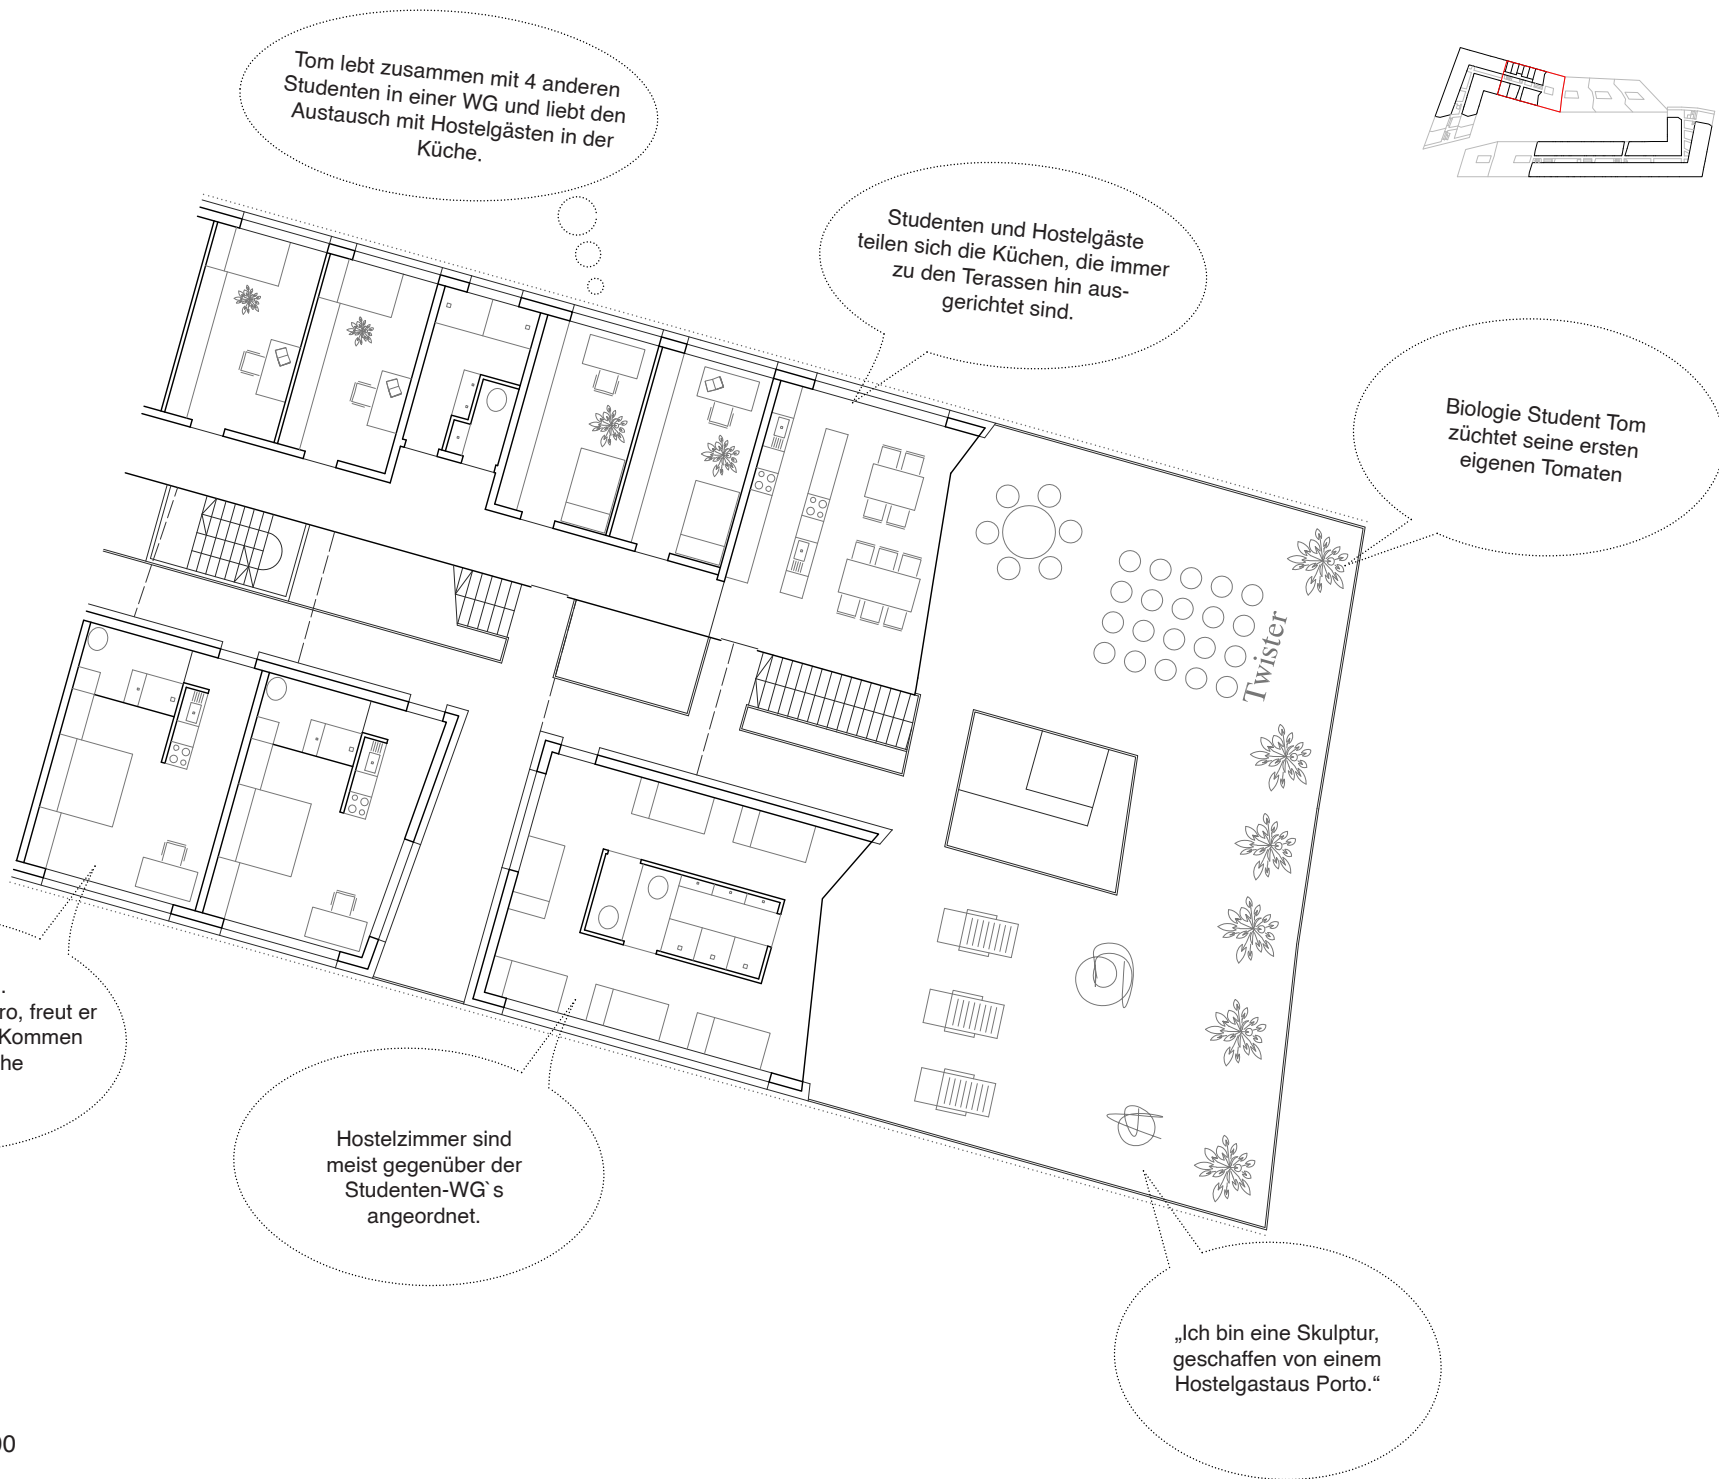 Tom lebt zusammen mit 4 anderen
Studenten in einer WG und liebt den
Austausch mit Hostelgästen in der
Küche.
Studenten und Hostelgäste
teilen sich die Küchen, die immer
zu den Terassen hin aus-
gerichtet sind.
Biologie Student Tom
züchtet seine ersten
eigenen Tomaten
Twister
.
ro, freut er
Kommen
he
Hostelzimmer sind
meist gegenüber der
Studenten-WG`s
angeordnet.
„Ich bin eine Skulptur,
geschaffen von einem
Hostelgastaus Porto.“
00